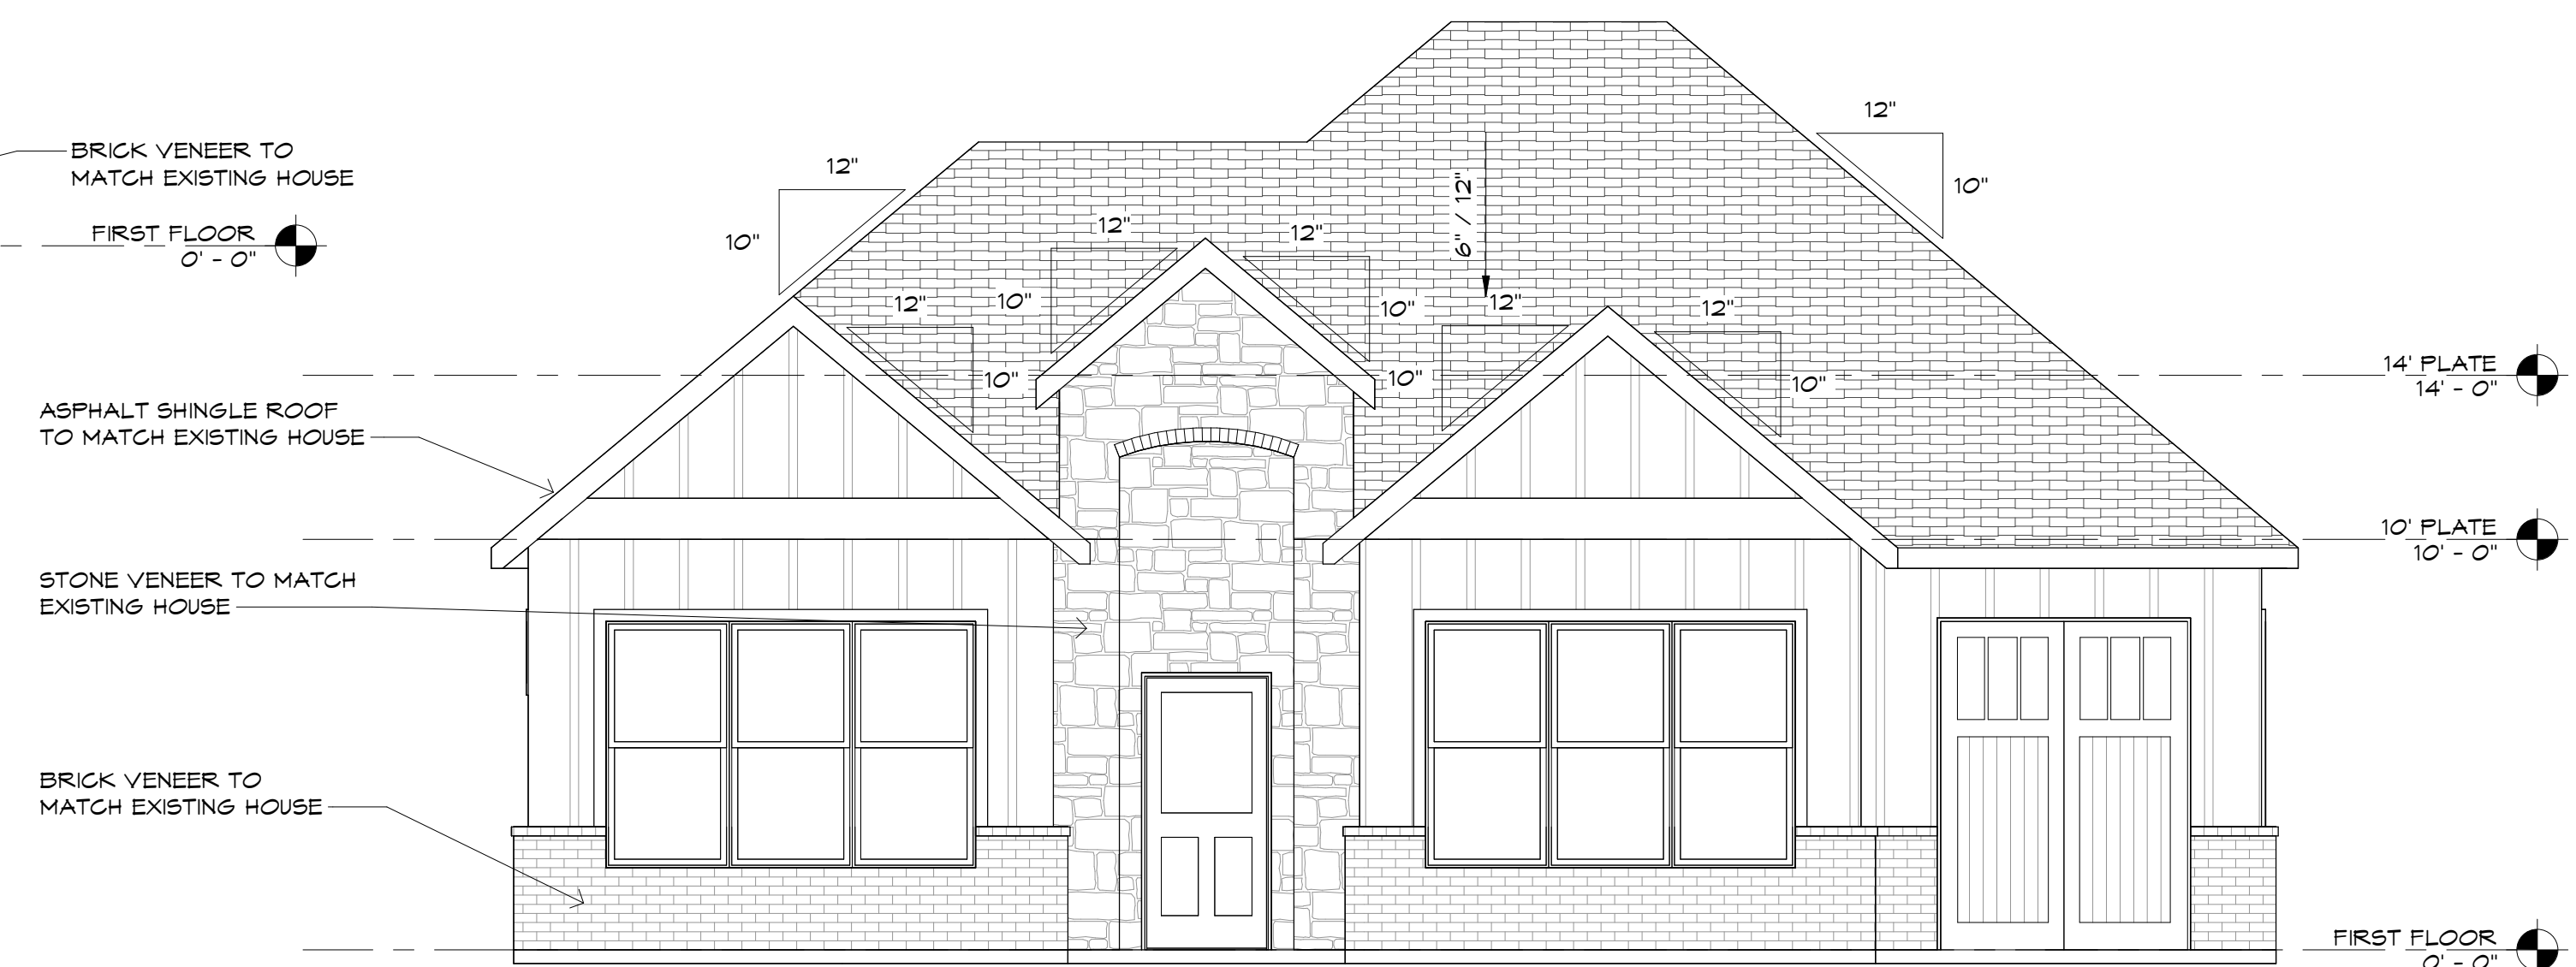 12"
10"
BRICK VENEER TO
MATCH EXISTING HOUSE
12"
10"
FIRST FLOOR
0' - 0"
6" / 12"
12"
10"
12"
10"
12"
10"
12"
10"
12"
10"
14' PLATE
14' - 0"
ASPHALT SHINGLE ROOF
TO MATCH EXISTING HOUSE
10' PLATE
10' - 0"
STONE VENEER TO MATCH
EXISTING HOUSE
BRICK VENEER TO
MATCH EXISTING HOUSE
FIRST FLOOR
0' - 0"